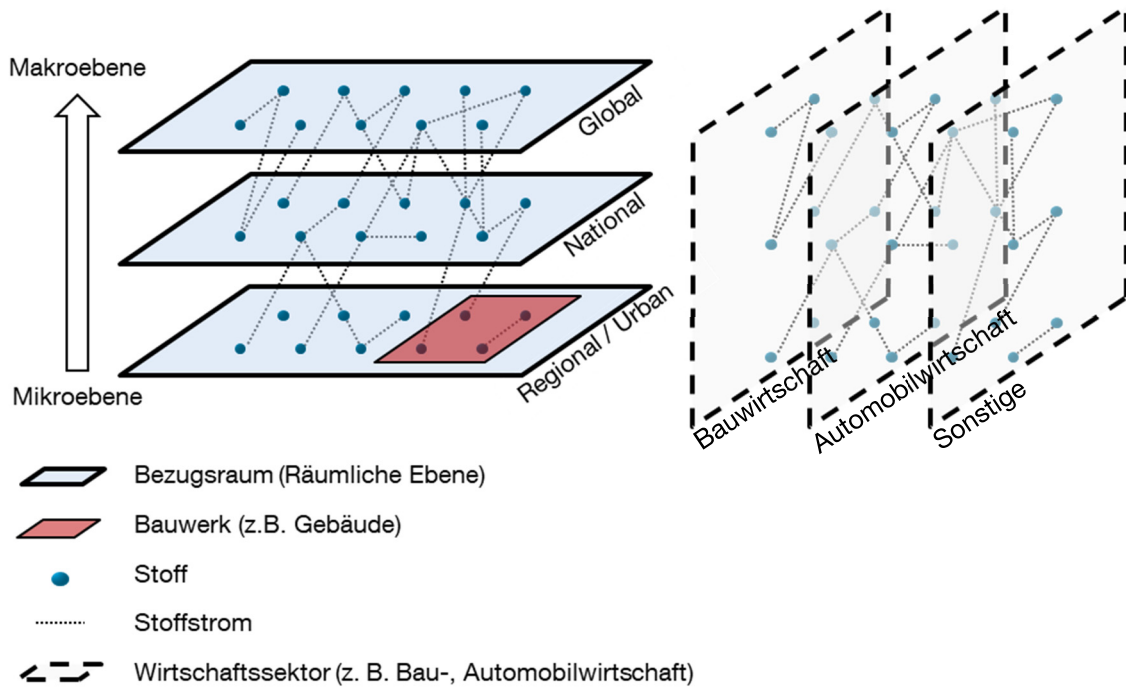 Makroebene
Global
National
Regional / Urban
Mikroebene
Bauwirtschaft
Automobilwirtschaft
Sonstige
Bezugsraum (Räumliche Ebene)
Bauwerk (z.B. Gebäude)
Stoff
Stoffstrom
Wirtschaftssektor (z. B. Bau-, Automobilwirtschaft)